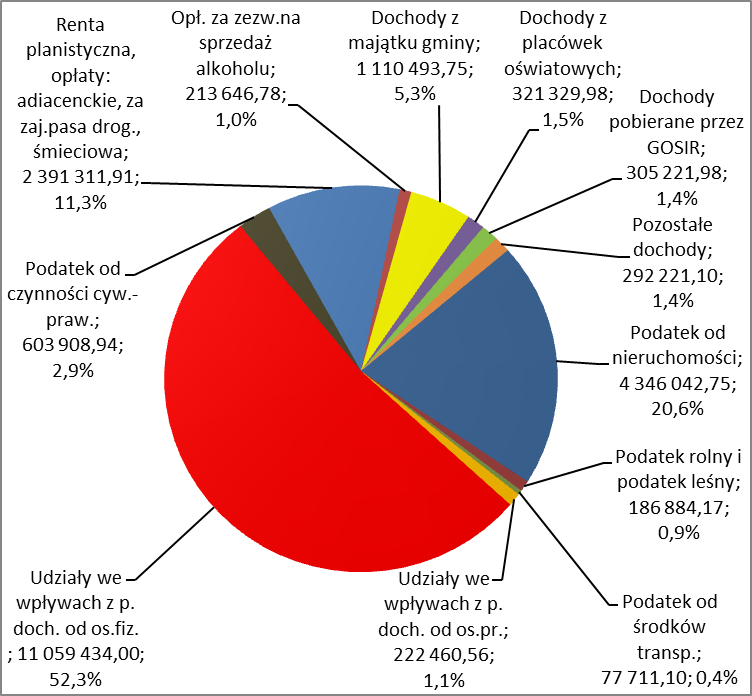 Renta
planistyczna,
opłaty:
adiacenckie, za
zaj.pasa drog.,
śmieciowa;
2 391 311,91;
11,3%
Opł. za zezw.na
sprzedaż
alkoholu;
213 646,78;
1,0%
Dochody z
majątku gminy;
1 110 493,75;
5,3%
Dochody z
placówek
oświatowych;
321 329,98;
1,5%
Dochody
pobierane przez
GOSIR;
305 221,98;
1,4%
Pozostałe
dochody;
292 221,10;
1,4%
Podatek od
nieruchomości;
4 346 042,75;
20,6%
Podatek rolny i
podatek leśny;
186 884,17;
0,9%
Podatek od
środków
transp.;
77 711,10; 0,4%
Udziały we
wpływach z p.
doch. od os.pr.;
222 460,56;
1,1%
Udziały we
wpływach z p.
doch. od os.fiz.
; 11 059 434,00;
52,3%
Podatek od
czynności cyw.-
praw.;
603 908,94;
2,9%